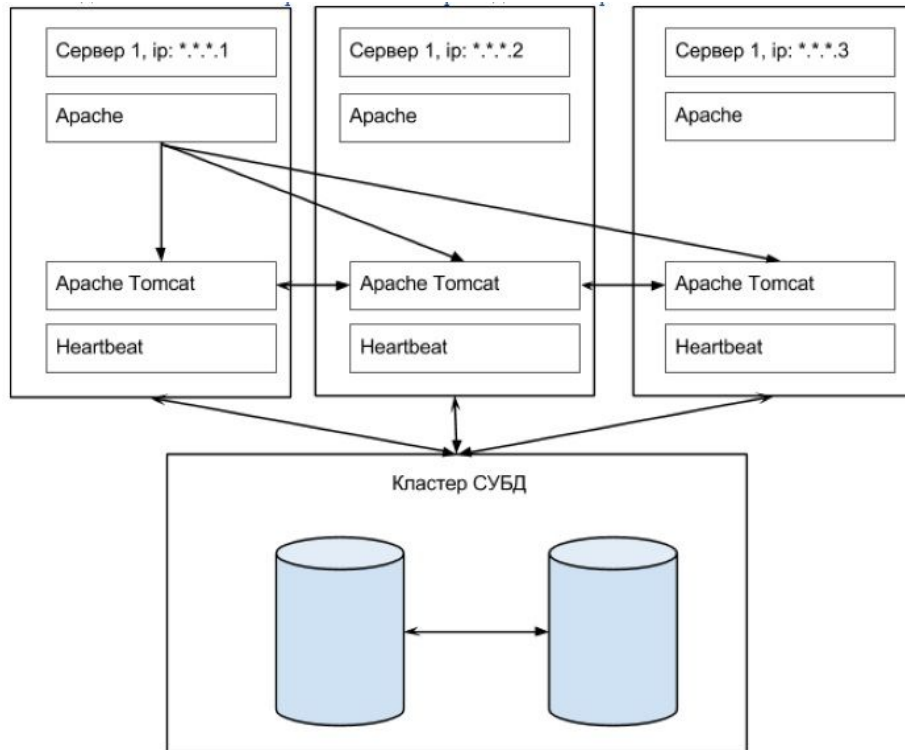 Сервер 1, ip: *.*.*.1
Apache
Apache Tomcat
Heartbeat
Сервер 1, ip: *.*.*.2
Apache
Apache Tomcat
Heartbeat
Сервер 1, ip: *.*.*.3
Apache
Apache Tomcat
Heartbeat
Кластер СУБД